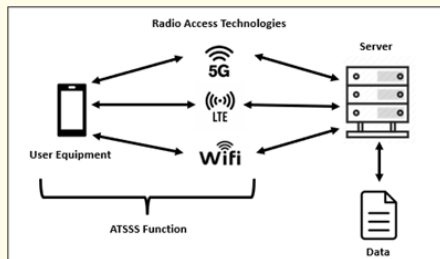 Radio Access Technologies
Server
5G
LTE
User Equipment
Wifi
ATSSS Function
Data